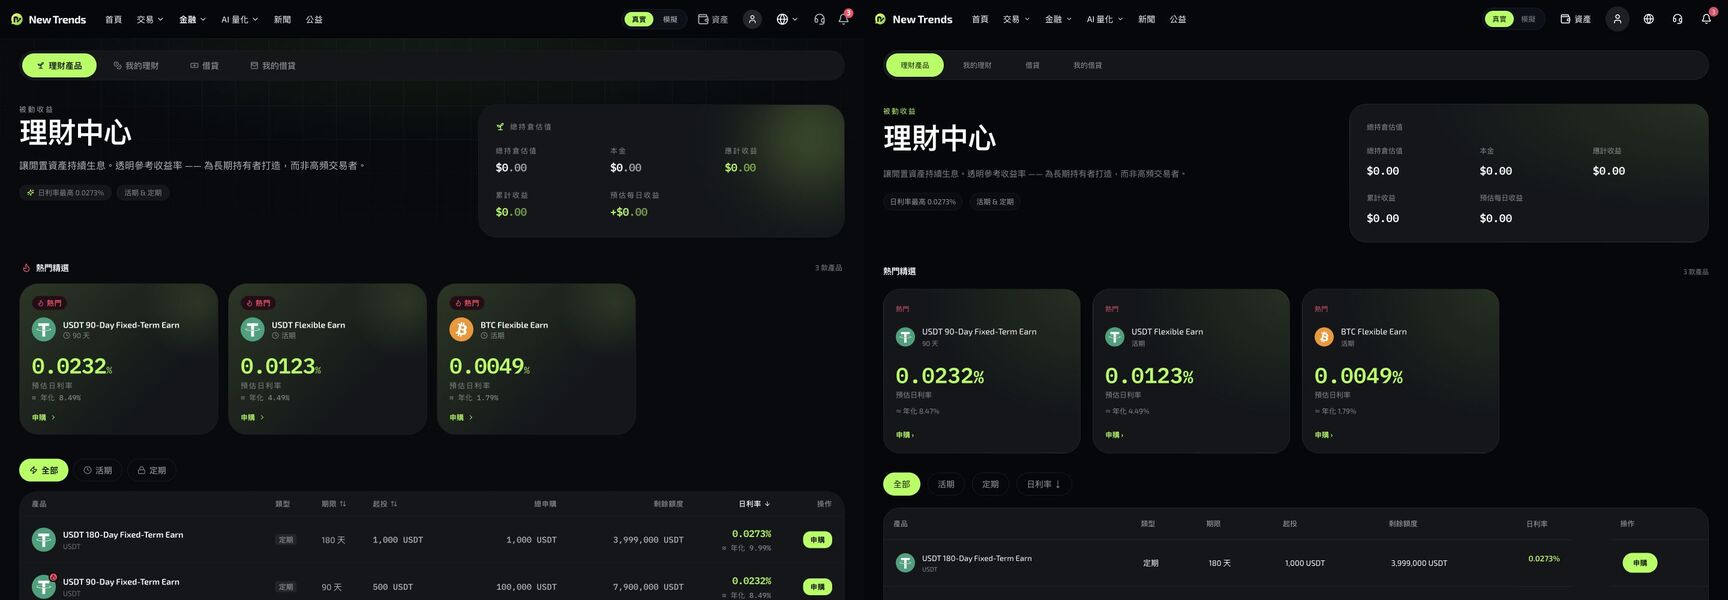 New Trends 首頁 交易 金融 AI 量化 新聞 公益 真實 模擬 資產 3
理財產品 我的理財 借貸 我的借貸
被動收益
理財中心
讓閒置資產持續生息。透明參考收益率 —— 為長期持有者打造，而非高頻交易者。
日利率最高 0.0273% 活期 & 定期
總持倉估值
總持倉估值 本金 應計收益
$0.00 $0.00 $0.00
累計收益 預估每日收益
$0.00 +$0.00
熱門精選 3 款產品
熱門 熱門 熱門
USDT 90-Day Fixed-Term Earn USDT Flexible Earn BTC Flexible Earn
90 天 活期 活期
0.0232% 0.0123% 0.0049%
預估日利率 預估日利率 預估日利率
≈ 年化 8.49% ≈ 年化 4.49% ≈ 年化 1.79%
申購 › 申購 › 申購 ›
全部 活期 定期
產品 類型 期限 ↑↓ 起投 ↑↓ 總申購 剩餘額度 日利率 ↓ 操作
USDT 180-Day Fixed-Term Earn 定期 180 天 1,000 USDT 1,000 USDT 3,999,000 USDT 0.0273% 申購
USDT ≈ 年化 9.99%
USDT 90-Day Fixed-Term Earn 定期 90 天 500 USDT 100,000 USDT 7,900,000 USDT 0.0232% 申購
USDT ≈ 年化 8.49%
New Trends 首頁 交易 金融 AI 量化 新聞 公益 真實 模擬 資產 3
理財產品 我的理財 借貸 我的借貸
被動收益
理財中心
讓閒置資產持續生息。透明參考收益率 —— 為長期持有者打造，而非高頻交易者。
日利率最高 0.0273% 活期 & 定期
總持倉估值
總持倉估值 本金 應計收益
$0.00 $0.00 $0.00
累計收益 預估每日收益
$0.00 $0.00
熱門精選 3 款產品
熱門 熱門 熱門
USDT 90-Day Fixed-Term Earn USDT Flexible Earn BTC Flexible Earn
90 天 活期 活期
0.0232% 0.0123% 0.0049%
預估日利率 預估日利率 預估日利率
≈ 年化 8.47% ≈ 年化 4.49% ≈ 年化 1.79%
申購 › 申購 › 申購 ›
全部 活期 定期 日利率 ↓
產品 類型 期限 起投 剩餘額度 日利率 操作
USDT 180-Day Fixed-Term Earn 定期 180 天 1,000 USDT 3,999,000 USDT 0.0273% 申購
USDT